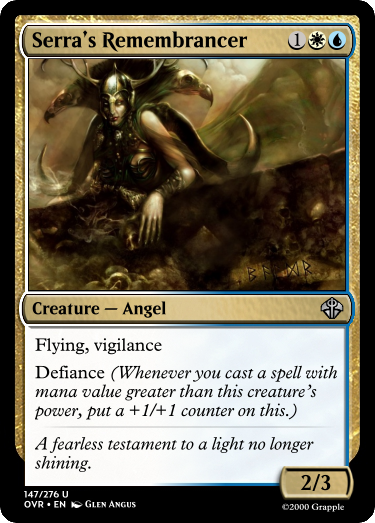 Serra's Remembrancer 1
Creature — Angel
Flying, vigilance
Defiance (Whenever you cast a spell with
mana value greater than this creature's
power, put a +1/+1 counter on this.)
A fearless testament to a light no longer
shining.
2/3
147/276 U
OVR • EN Glen Angus
©2000 Grapple